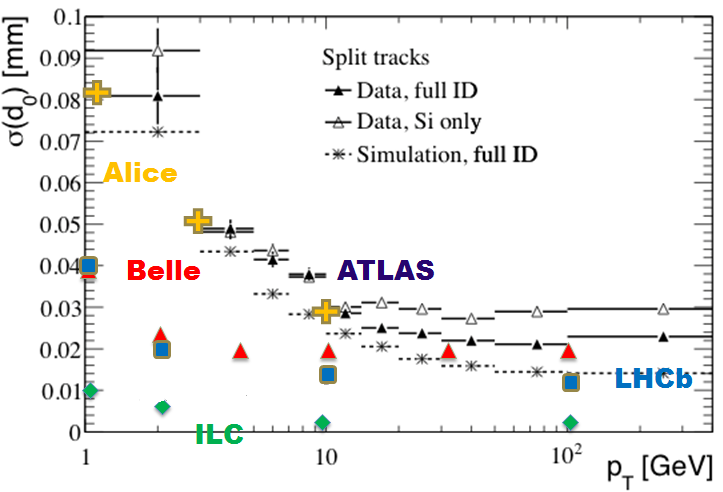 σ(d₀) [mm]
0.1
0.09
0.08
0.07
0.06
0.05
0.04
0.03
0.02
0.01
0
Split tracks
Data, full ID
Data, Si only
Simulation, full ID
Alice
Belle
ATLAS
LHCb
ILC
1
10
10²
p_T [GeV]